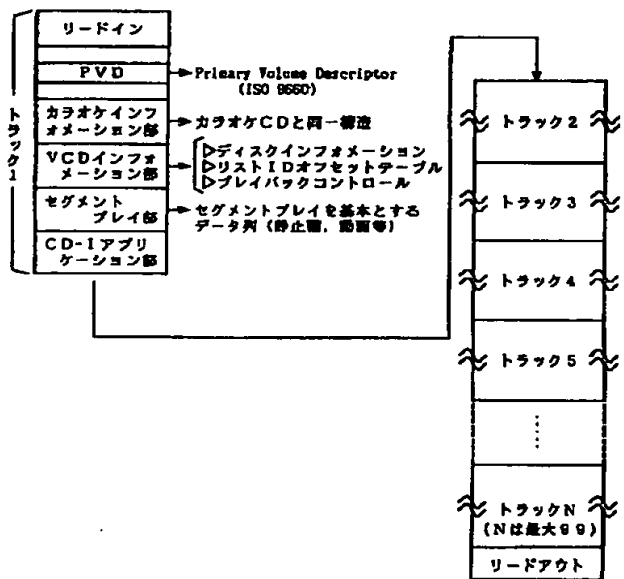 リードイン
PVD
Primary Volume Descriptor
(ISO 9660)
トラック1
カラオケインフ
ォメーション部
カラオケCDと同一構造
VCDインフォ
メーション部
▷ディスクインフォメーション
▷リストIDオフセットテーブル
▷プレイバックコントロール
セグメント
プレイ部
セグメントプレイを基本とする
データ列(静止画,動画等)
CD-Iアプリ
ケーション部
トラック2
トラック3
トラック4
トラック5
トラックN
(Nは最大99)
リードアウト